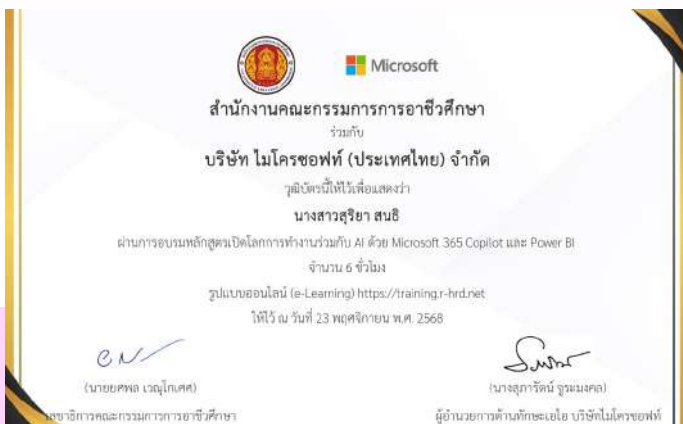 Microsoft
สำนักงานคณะกรรมการการอาชีวศึกษา
ร่วมกับ
บริษัท ไมโครซอฟท์ (ประเทศไทย) จำกัด
วุฒิบัตรนี้ให้ไว้เพื่อแสดงว่า
นางสาวสุริยา สนธิ
ผ่านการอบรมหลักสูตรเปิดโลกการทำงานร่วมกับ AI ด้วย Microsoft 365 Copilot และ Power BI
จำนวน 6 ชั่วโมง
รูปแบบออนไลน์ (e-Learning) https://training.r-hrd.net
ให้ไว้ ณ วันที่ 23 พฤศจิกายน พ.ศ. 2568
(นายยศพล เวณุโกเศศ) (นางสุภารัตน์ จูระมงคล)
เลขาธิการคณะกรรมการการอาชีวศึกษา ผู้อำนวยการด้านทักษะเอไอ บริษัทไมโครซอฟท์